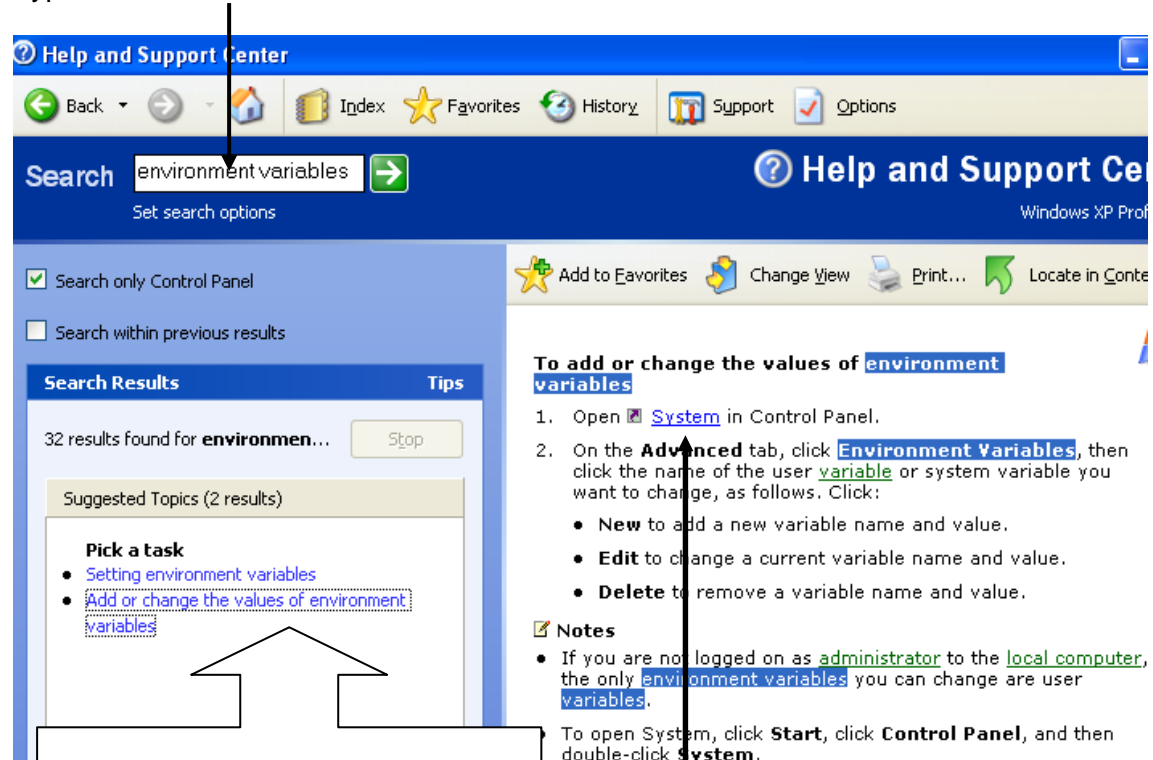 Help and Support Center
Back
Index
Favorites
History
Support
Options
Search
environment variables
Set search options
Help and Support
Windows XP
Search only Control Panel
Search within previous results
Search Results
Tips
32 results found for environmen...
Stop
Suggested Topics (2 results)
Pick a task
• Setting environment variables
• Add or change the values of environment
variables
Add to Favorites
Change View
Print...
Locate in
To add or change the values of environment
variables
1. Open System in Control Panel.
2. On the Advanced tab, click Environment Variables, then
click the name of the user variable or system variable you
want to change, as follows. Click:
• New to add a new variable name and value.
• Edit to change a current variable name and value.
• Delete to remove a variable name and value.
Notes
• If you are not logged on as administrator to the local computer,
the only environment variables you can change are user
variables.
• To open System, click Start, click Control Panel, and then
double-click System.